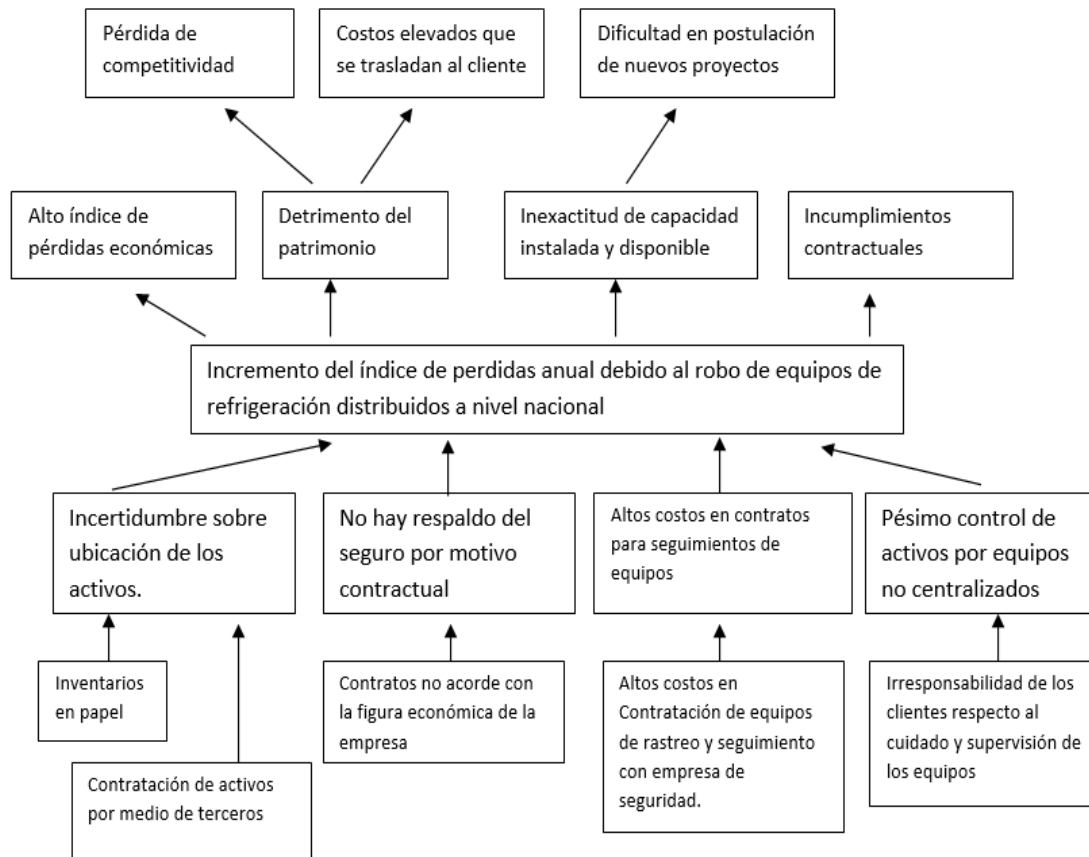 Pérdida de
competitividad
Costos elevados que
se trasladan al cliente
Dificultad en postulación
de nuevos proyectos
Alto índice de
pérdidas económicas
Detrimento del
patrimonio
Inexactitud de capacidad
instalada y disponible
Incumplimientos
contractuales
Incremento del índice de perdidas anual debido al robo de equipos de
refrigeración distribuidos a nivel nacional
Incertidumbre sobre
ubicación de los
activos.
No hay respaldo del
seguro por motivo
contractual
Altos costos en contratos
para seguimientos de
equipos
Pésimo control de
activos por equipos
no centralizados
Inventarios
en papel
Contratación de activos
por medio de terceros
Contratos no acorde con
la figura económica de la
empresa
Altos costos en
Contratación de equipos
de rastreo y seguimiento
con empresa de
seguridad.
Irresponsabilidad de los
clientes respecto al
cuidado y supervisión de
los equipos